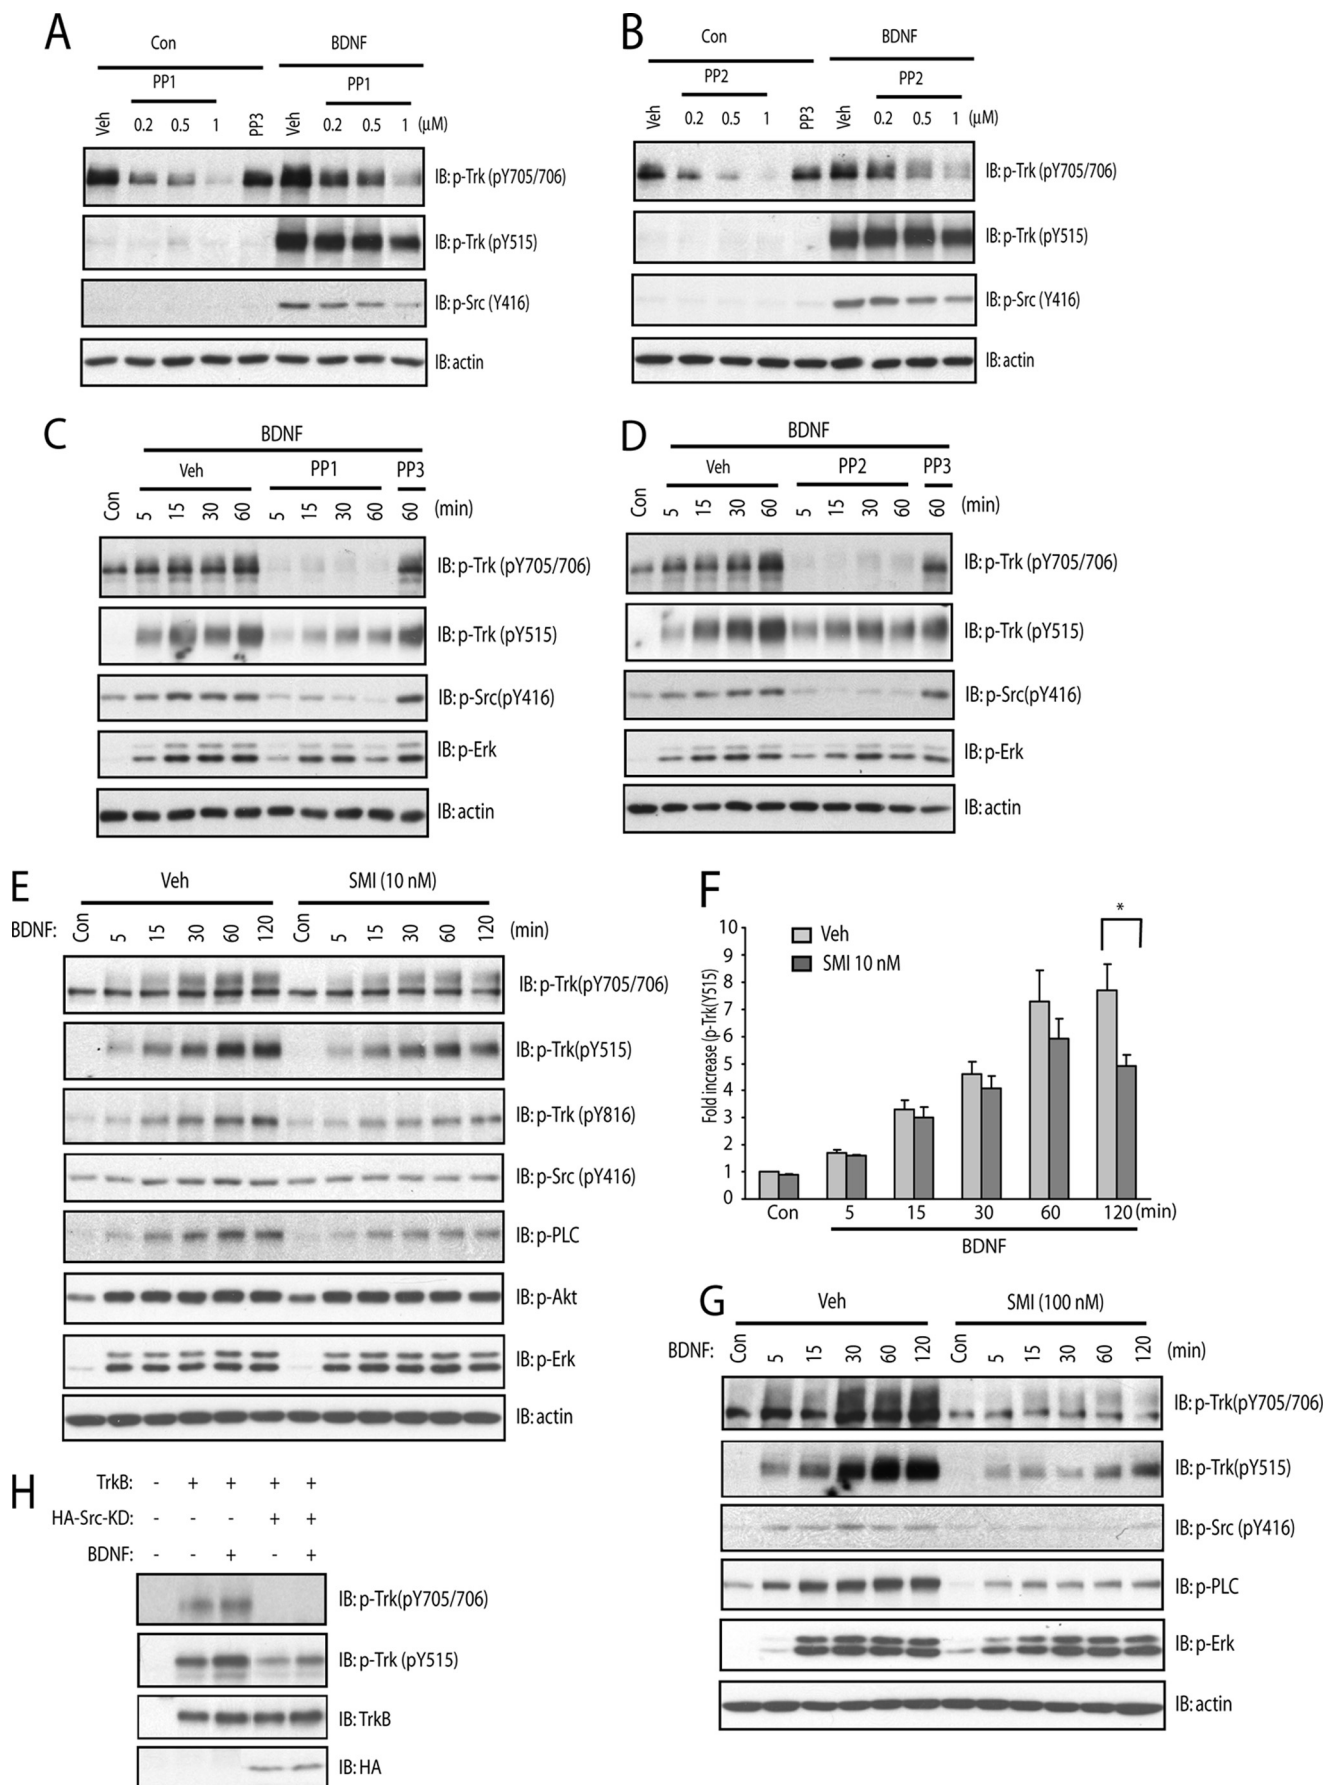 A
Con
BDNF
PP1
PP1
Veh
0.2
0.5
1
PP3
Veh
0.2
0.5
1
(μM)
IB: p-Trk (pY705/706)
IB: p-Trk (pY515)
IB: p-Src (Y416)
IB: actin
B
Con
BDNF
PP2
PP2
Veh
0.2
0.5
1
PP3
Veh
0.2
0.5
1
(μM)
IB: p-Trk (pY705/706)
IB: p-Trk (pY515)
IB: p-Src (Y416)
IB: actin
C
BDNF
Veh
PP1
PP3
Con
5
15
30
60
5
15
30
60
60
(min)
IB: p-Trk (pY705/706)
IB: p-Trk (pY515)
IB: p-Src(pY416)
IB: p-Erk
IB: actin
D
BDNF
Veh
PP2
PP3
Con
5
15
30
60
5
15
30
60
60
(min)
IB: p-Trk (pY705/706)
IB: p-Trk (pY515)
IB: p-Src(pY416)
IB: p-Erk
IB: actin
E
Veh
SMI (10 nM)
BDNF:
Con
5
15
30
60
120
Con
5
15
30
60
120
(min)
IB: p-Trk(pY705/706)
IB: p-Trk(pY515)
IB: p-Trk (pY816)
IB: p-Src (pY416)
IB: p-PLC
IB: p-Akt
IB: p-Erk
IB: actin
F
Fold increase (p-Trk(Y515)
10
9
8
7
6
5
4
3
2
1
0
Veh
SMI 10 nM
*
Con
5
15
30
60
120(min)
BDNF
G
Veh
SMI (100 nM)
BDNF:
Con
5
15
30
60
120
Con
5
15
30
60
120
(min)
IB: p-Trk(pY705/706)
IB: p-Trk(pY515)
IB: p-Src (pY416)
IB: p-PLC
IB: p-Erk
IB: actin
H
TrkB: - + + + +
HA-Src-KD: - - - + +
BDNF: - - + - +
IB: p-Trk(pY705/706)
IB: p-Trk (pY515)
IB: TrkB
IB: HA